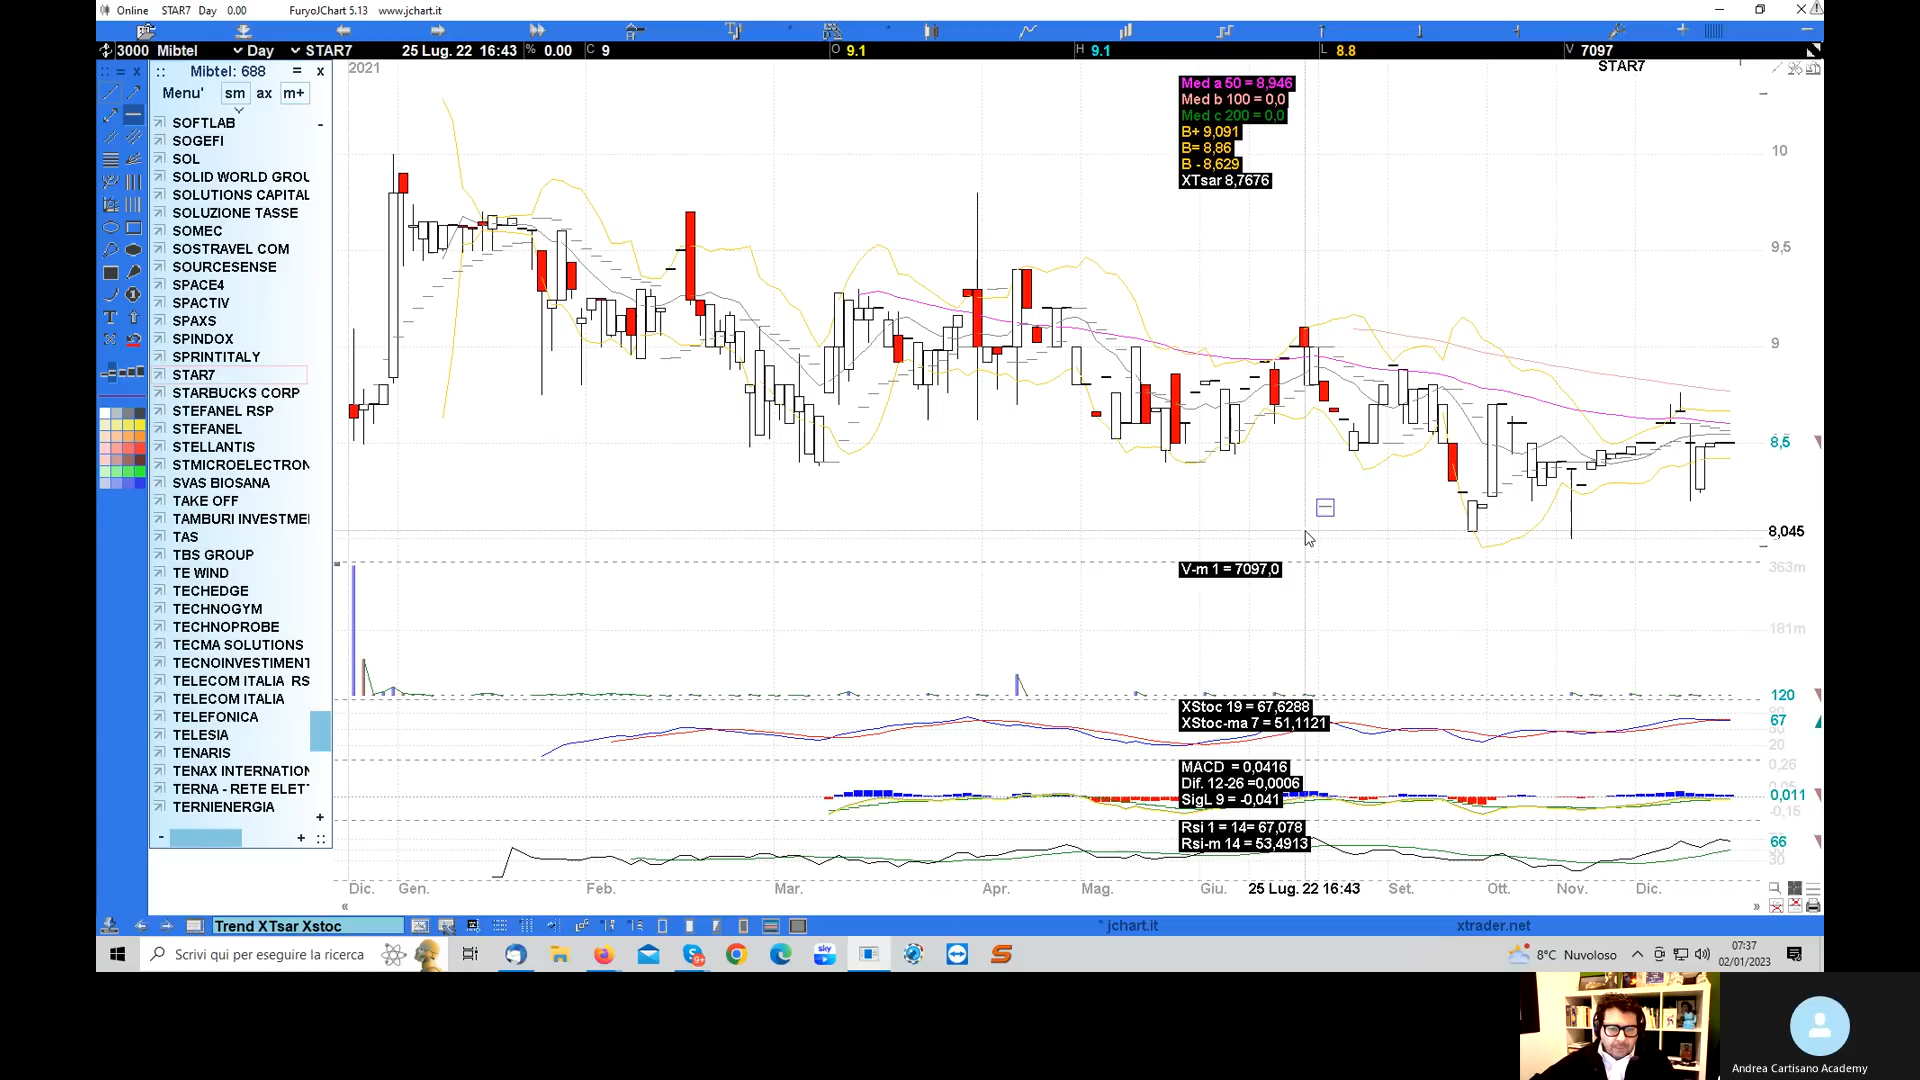 Online STAR7 Day 0.00 FuryoJChart 5.13 www.jchart.it
3000 Mibtel Day STAR7 25 Lug. 22 16:43 % 0.00 C 9 O 9.1 H 9.1 L 8.8 V 7097
STAR7
Mibtel: 688 = x
Menu' sm ax m+
SOFTLAB
SOGEFI
SOL
SOLID WORLD GROU
SOLUTIONS CAPITAL
SOLUZIONE TASSE
SOMEC
SOSTRAVEL COM
SOURCESENSE
SPACE4
SPACTIV
SPAXS
SPINDOX
SPRINTITALY
STAR7
STARBUCKS CORP
STEFANEL RSP
STEFANEL
STELLANTIS
STMICROELECTRON
SVAS BIOSANA
TAKE OFF
TAMBURI INVESTMEI
TAS
TBS GROUP
TE WIND
TECHEDGE
TECHNOGYM
TECHNOPROBE
TECMA SOLUTIONS
TECNOINVESTIMENT
TELECOM ITALIA RS
TELECOM ITALIA
TELEFONICA
TELESIA
TENARIS
TENAX INTERNATION
TERNA - RETE ELET
TERNIENERGIA
2021
Med a 50 = 8,946
Med b 100 = 0,0
Med c 200 = 0,0
B+ 9,091
B= 8,86
B - 8,629
XTsar 8,7676
10
9,5
9
8,5
8,045
V-m 1 = 7097,0
363m
181m
120
XStoc 19 = 67,6288
XStoc-ma 7 = 51,1121
67
20
MACD = 0,0416
Dif. 12-26 =0,0006
SigL 9 = -0,041
0,26
0,011
-0,15
Rsi 1 = 14= 67,078
Rsi-m 14 = 53,4913
66
30
Dic. Gen. Feb. Mar. Apr. Mag. Giu. 25 Lug. 22 16:43 Set. Ott. Nov. Dic.
« »
Trend XTsar Xstoc * jchart.it xtrader.net
Scrivi qui per eseguire la ricerca
sky
9+
8°C Nuvoloso
07:37
02/01/2023
Andrea Cartisano Academy